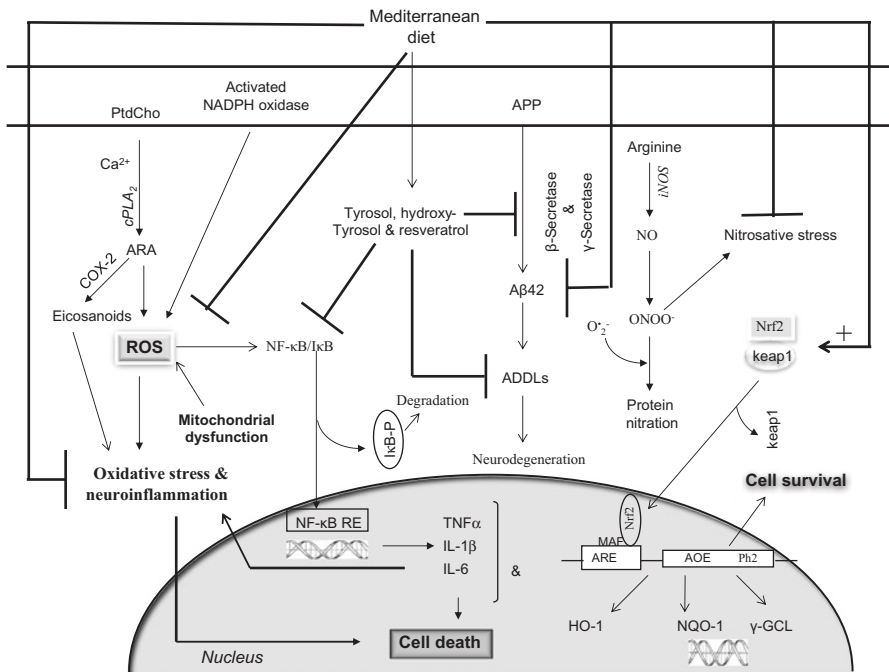 Mediterranean
diet
Activated
NADPH oxidase
PtdCho
APP
Ca²⁺
cPLA₂
ARA
COX-2
Eicosanoids
ROS
Mitochondrial
dysfunction
Oxidative stress &
neuroinflammation
Tyrosol, hydroxy-
Tyrosol & resveratrol
NF-κB/IκB
IκB-P
Degradation
β-Secretase
&
γ-Secretase
Aβ42
ADDLs
Neurodegeneration
Arginine
iNOS
NO
Nitrosative stress
ONOO⁻
O•₂⁻
Protein
nitration
Nrf2
keap1
+
keap1
Cell survival
NF-κB RE
TNFα
IL-1β
IL-6
&
Cell death
Nucleus
Nrf2
MAF
ARE
AOE
Ph2
HO-1
NQO-1
γ-GCL